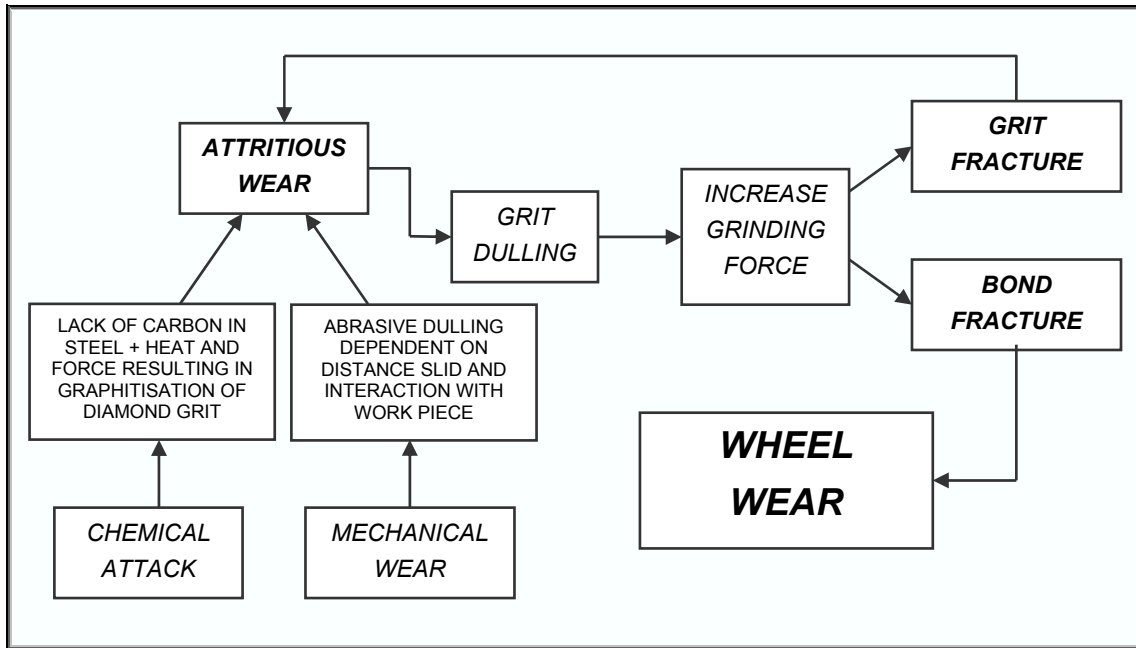 GRIT
FRACTURE
ATTRITIOUS
WEAR
INCREASE
GRINDING
FORCE
GRIT
DULLING
BOND
FRACTURE
LACK OF CARBON IN
STEEL + HEAT AND
FORCE RESULTING IN
GRAPHITISATION OF
DIAMOND GRIT
ABRASIVE DULLING
DEPENDENT ON
DISTANCE SLID AND
INTERACTION WITH
WORK PIECE
WHEEL
WEAR
CHEMICAL
ATTACK
MECHANICAL
WEAR